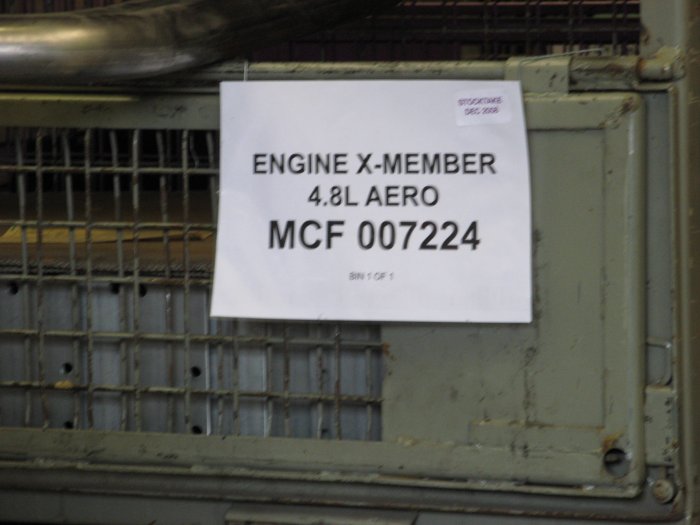 STOCKTAKE
DEC 2008
ENGINE X-MEMBER
4.8L AERO
MCF 007224
BIN 1 OF 1